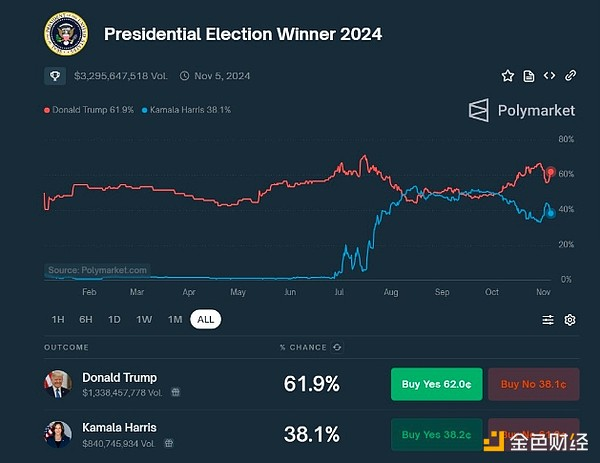 Presidential Election Winner 2024
$3,295,647,518 Vol. Nov 5, 2024
Donald Trump 61.9% Kamala Harris 38.1%
Polymarket
80%
60%
40%
20%
0%
Source: Polymarket.com
Feb Mar Apr May Jun Jul Aug Sep Oct Nov
1H 6H 1D 1W 1M ALL
OUTCOME % CHANCE
Donald Trump
$1,338,457,778 Vol.
61.9%
Buy Yes 62.0¢ Buy No 38.1¢
Kamala Harris
$840,745,934 Vol.
38.1%
Buy Yes 38.2¢ Buy No
金色财经